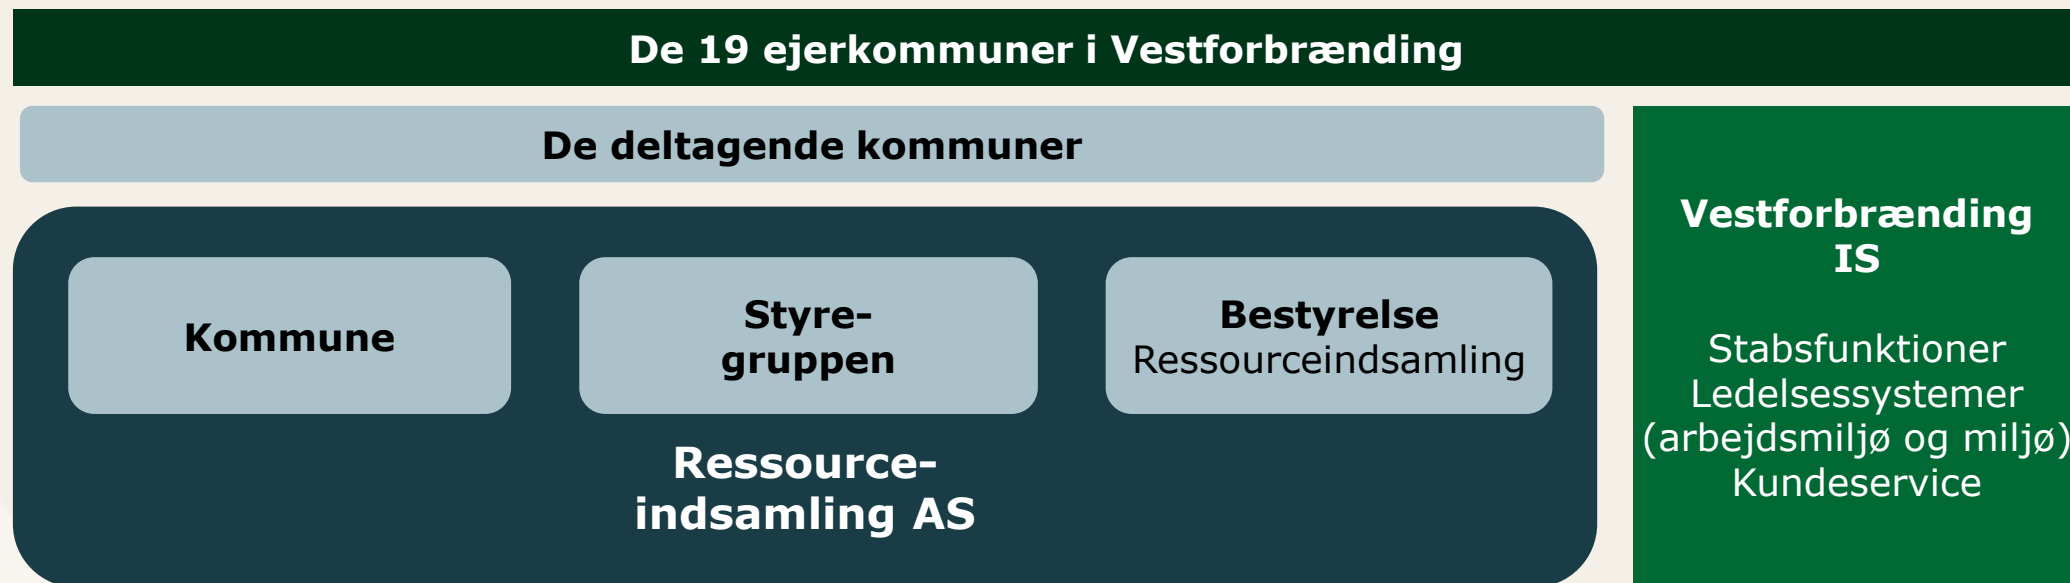 De 19 ejerkommuner i Vestforbrænding
De deltagende kommuner
Kommune
Styre-
gruppen
Bestyrelse
Ressourceindsamling
Ressource-
indsamling AS
Vestforbrænding
IS
Stabsfunktioner
Ledelsessystemer
(arbejdsmiljø og miljø)
Kundeservice